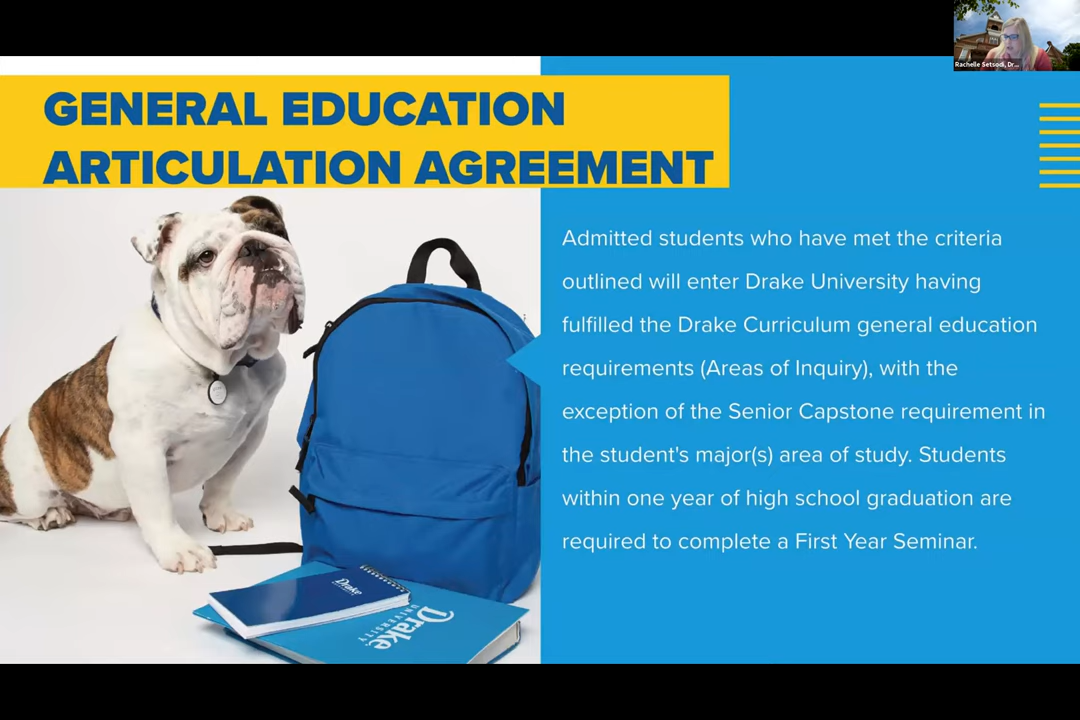 Rachelle Setsodi, Dr...
GENERAL EDUCATION
ARTICULATION AGREEMENT
Admitted students who have met the criteria
outlined will enter Drake University having
fulfilled the Drake Curriculum general education
requirements (Areas of Inquiry), with the
exception of the Senior Capstone requirement in
the student's major(s) area of study. Students
within one year of high school graduation are
required to complete a First Year Seminar.
Drake
Drake
UNIVERSITY